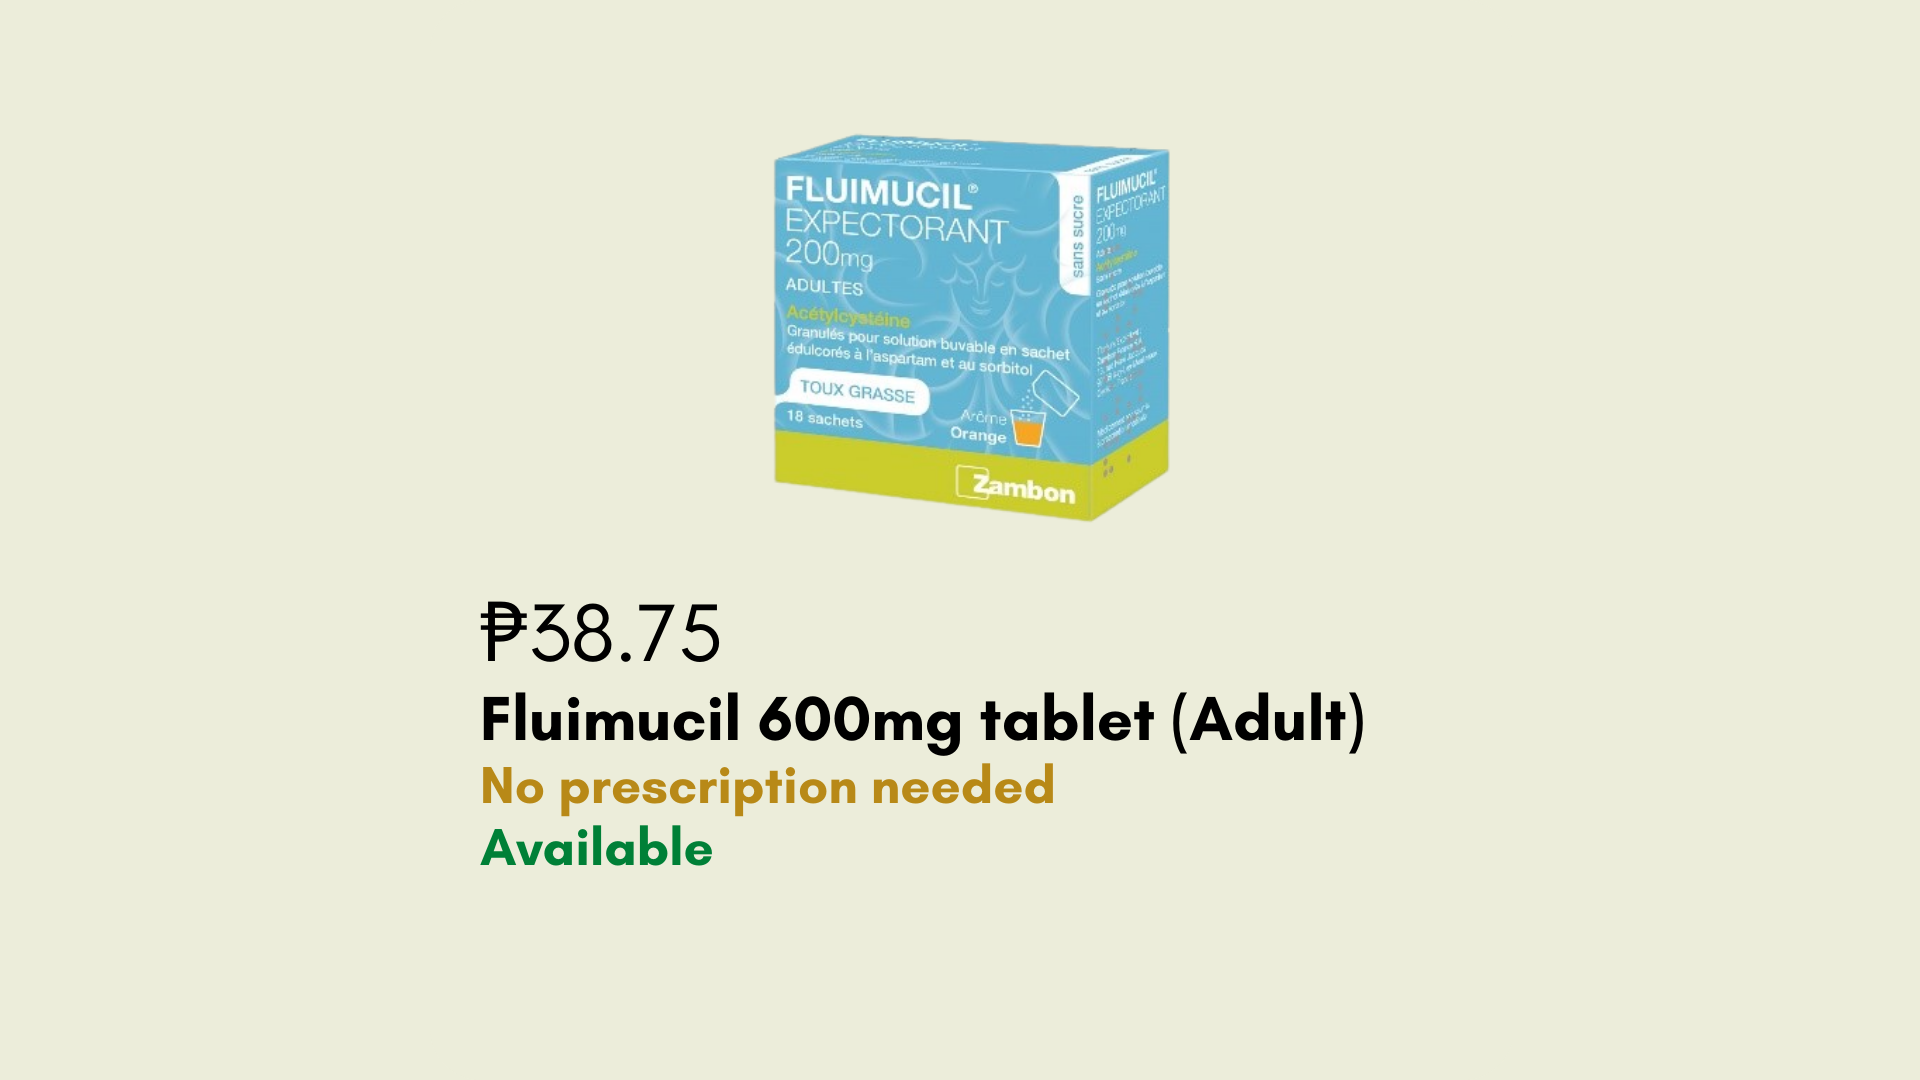 FLUIMUCIL®
EXPECTORANT
200mg
ADULTES
Acétylcystéine
Granulés pour solution buvable en sachet
édulcorés à l'aspartam et au sorbitol
TOUX GRASSE
18 sachets
Arôme
Orange
Zambon
sans sucre
FLUIMUCIL®
EXPECTORANT
200mg
₱38.75
Fluimucil 600mg tablet (Adult)
No prescription needed
Available